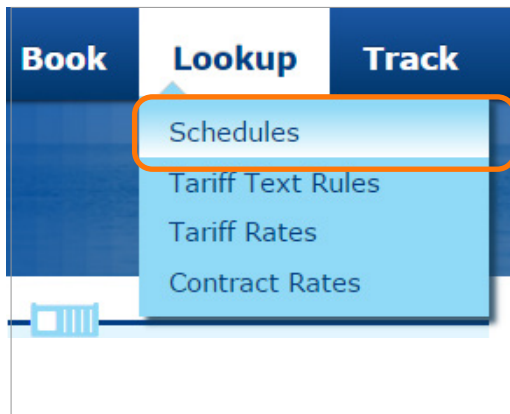 Book Lookup Track
Schedules
Tariff Text Rules
Tariff Rates
Contract Rates